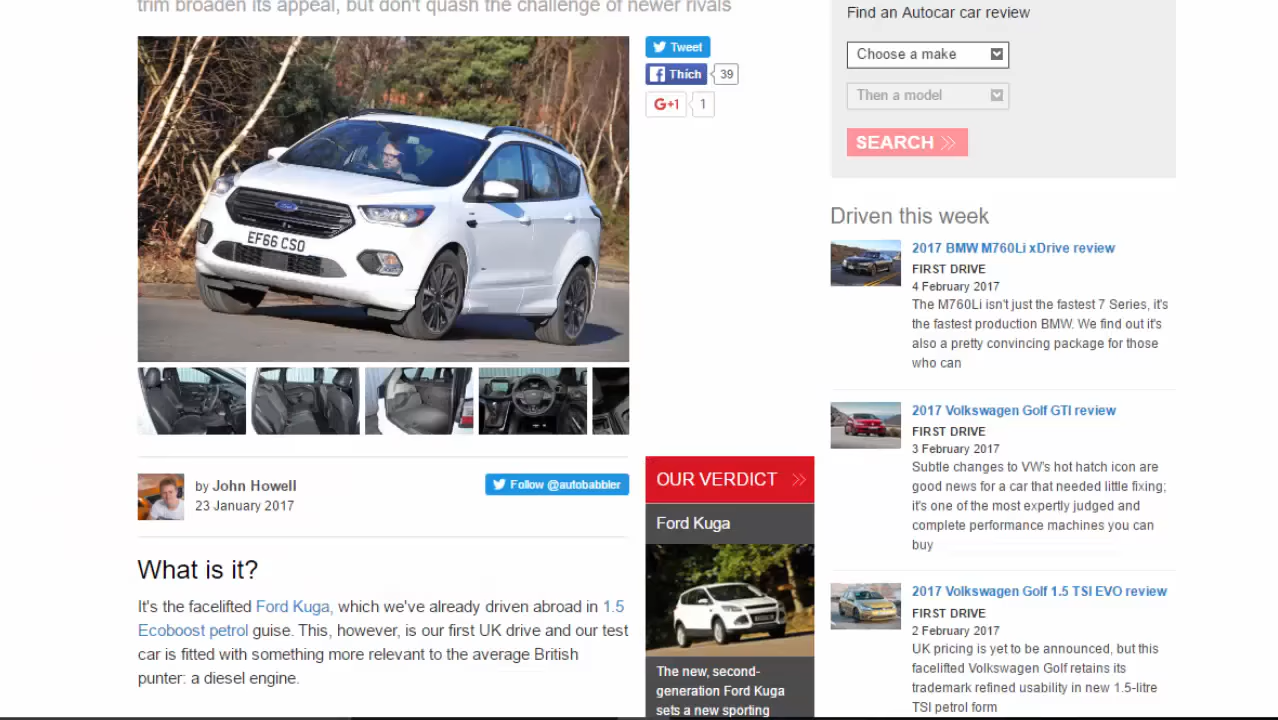 trim broaden its appeal, but don't quash the challenge of newer rivals
Tweet
Thích
39
G+1
1
Ford
EF66 CSO
by John Howell
23 January 2017
Follow @autobabbler
What is it?
It's the facelifted Ford Kuga, which we've already driven abroad in 1.5
Ecoboost petrol guise. This, however, is our first UK drive and our test
car is fitted with something more relevant to the average British
punter: a diesel engine.
OUR VERDICT
Ford Kuga
The new, second-
generation Ford Kuga
sets a new sporting
Find an Autocar car review
Choose a make
Then a model
SEARCH
Driven this week
2017 BMW M760Li xDrive review
FIRST DRIVE
4 February 2017
The M760Li isn't just the fastest 7 Series, it's
the fastest production BMW. We find out it's
also a pretty convincing package for those
who can
2017 Volkswagen Golf GTI review
FIRST DRIVE
3 February 2017
Subtle changes to VW's hot hatch icon are
good news for a car that needed little fixing;
it's one of the most expertly judged and
complete performance machines you can
buy
2017 Volkswagen Golf 1.5 TSI EVO review
FIRST DRIVE
2 February 2017
UK pricing is yet to be announced, but this
facelifted Volkswagen Golf retains its
trademark refined usability in new 1.5-litre
TSI petrol form